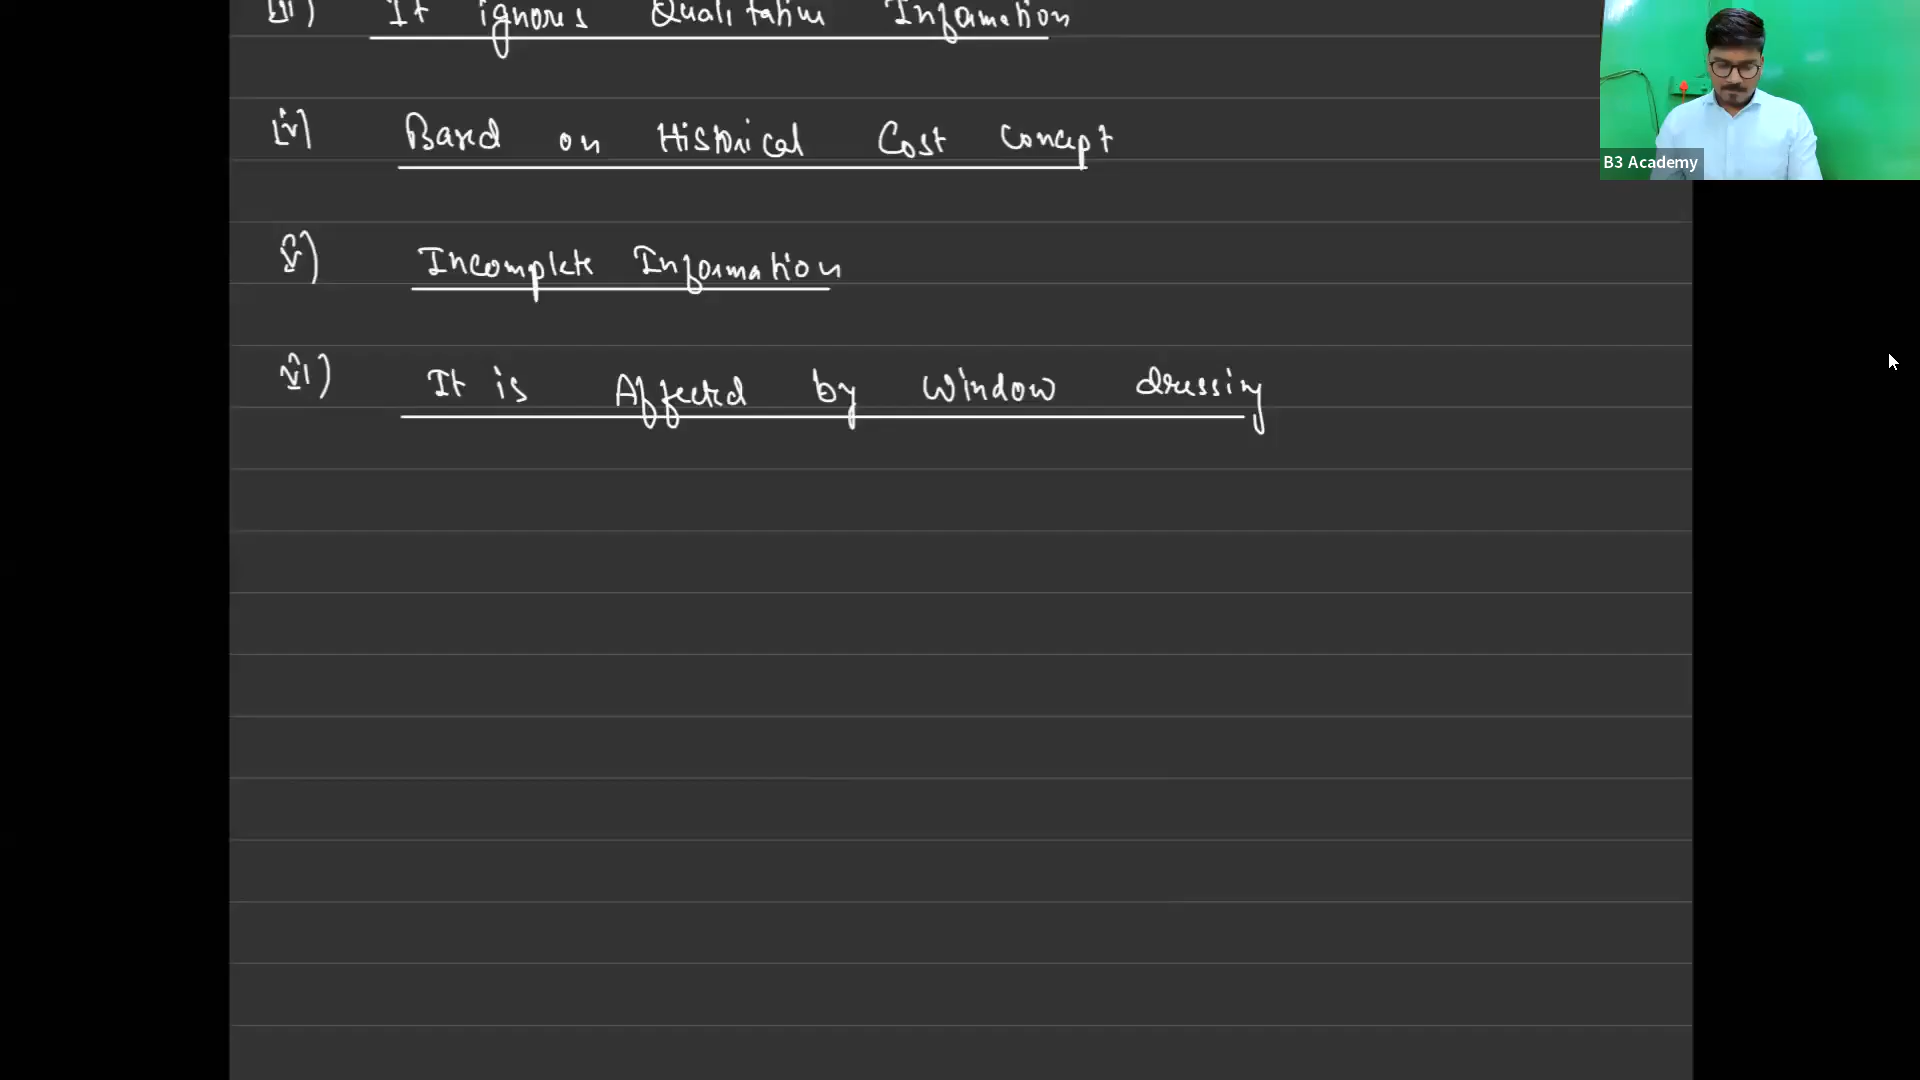 iii) It ignores Qualitative Information
B3 Academy
iv) Based on Historical Cost Concept
v) Incomplete Information
vi) It is Affected by Window dressing